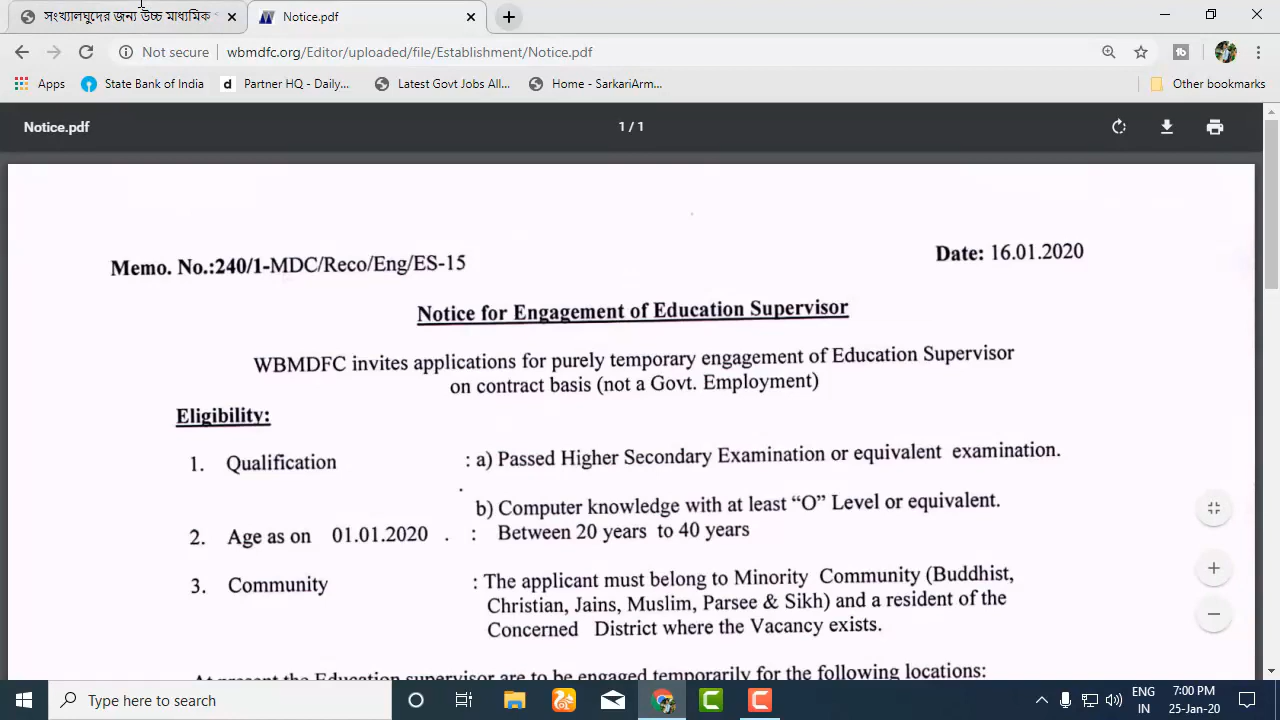 সংখ্যালঘুদের জন্য উচ্চ মাধ্যমিক
Notice.pdf
Not secure
wbmdfc.org/Editor/uploaded/file/Establishment/Notice.pdf
Apps
State Bank of India
Partner HQ - Daily...
Latest Govt Jobs All...
Home - SarkariArm...
Other bookmarks
Notice.pdf
1 / 1
Memo. No.:240/1-MDC/Reco/Eng/ES-15
Date: 16.01.2020
Notice for Engagement of Education Supervisor
WBMDFC invites applications for purely temporary engagement of Education Supervisor
on contract basis (not a Govt. Employment)
Eligibility:
1. Qualification : a) Passed Higher Secondary Examination or equivalent examination.
b) Computer knowledge with at least “O” Level or equivalent.
2. Age as on 01.01.2020 . : Between 20 years to 40 years
3. Community : The applicant must belong to Minority Community (Buddhist,
Christian, Jains, Muslim, Parsee & Sikh) and a resident of the
Concerned District where the Vacancy exists.
At present the Education supervisor are to be engaged temporarily for the following locations:
Type here to search
ENG
IN
7:00 PM
25-Jan-20